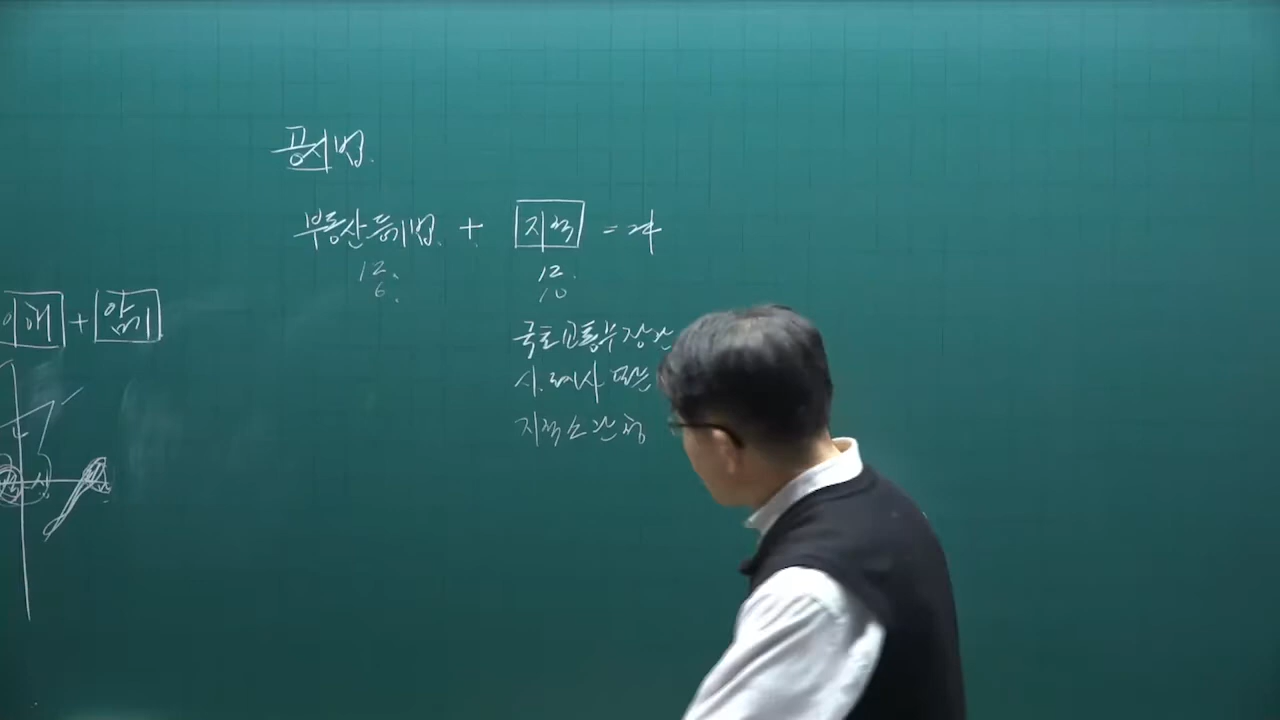 공시법.
부동산등기법. + 지적 = 24
12. 12.
6. 10
국토교통부장관
시.도지사 또는
지적소관청
이해 + 암기